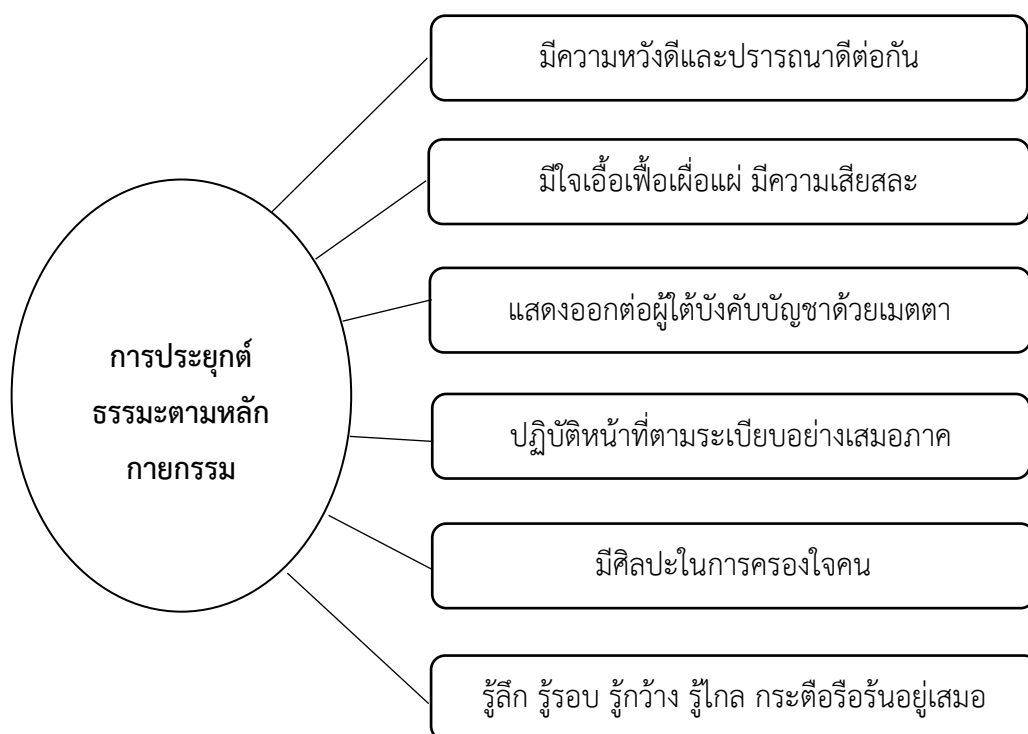 มีความหวังดีและปรารถนาดีต่อกัน
มีใจเอื้อเฟื้อเผื่อแผ่ มีความเสียสละ
แสดงออกต่อผู้ใต้บังคับบัญชาด้วยเมตตา
การประยุกต์
ธรรมะตามหลัก
กายกรรม
ปฏิบัติหน้าที่ตามระเบียบอย่างเสมอภาค
มีศิลปะในการครองใจคน
รู้ลึก รู้รอบ รู้กว้าง รู้ไกล กระตือรือร้นอยู่เสมอ